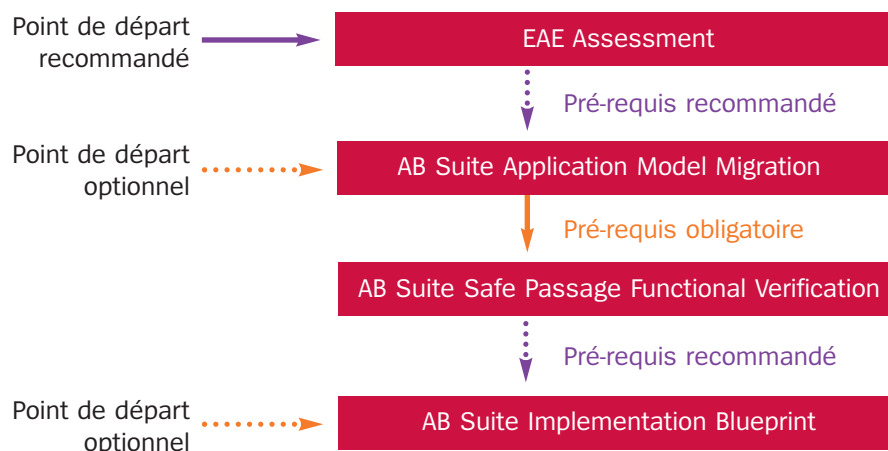 Point de départ
recommandé
EAE Assessment
Pré-requis recommandé
Point de départ
optionnel
AB Suite Application Model Migration
Pré-requis obligatoire
AB Suite Safe Passage Functional Verification
Pré-requis recommandé
Point de départ
optionnel
AB Suite Implementation Blueprint